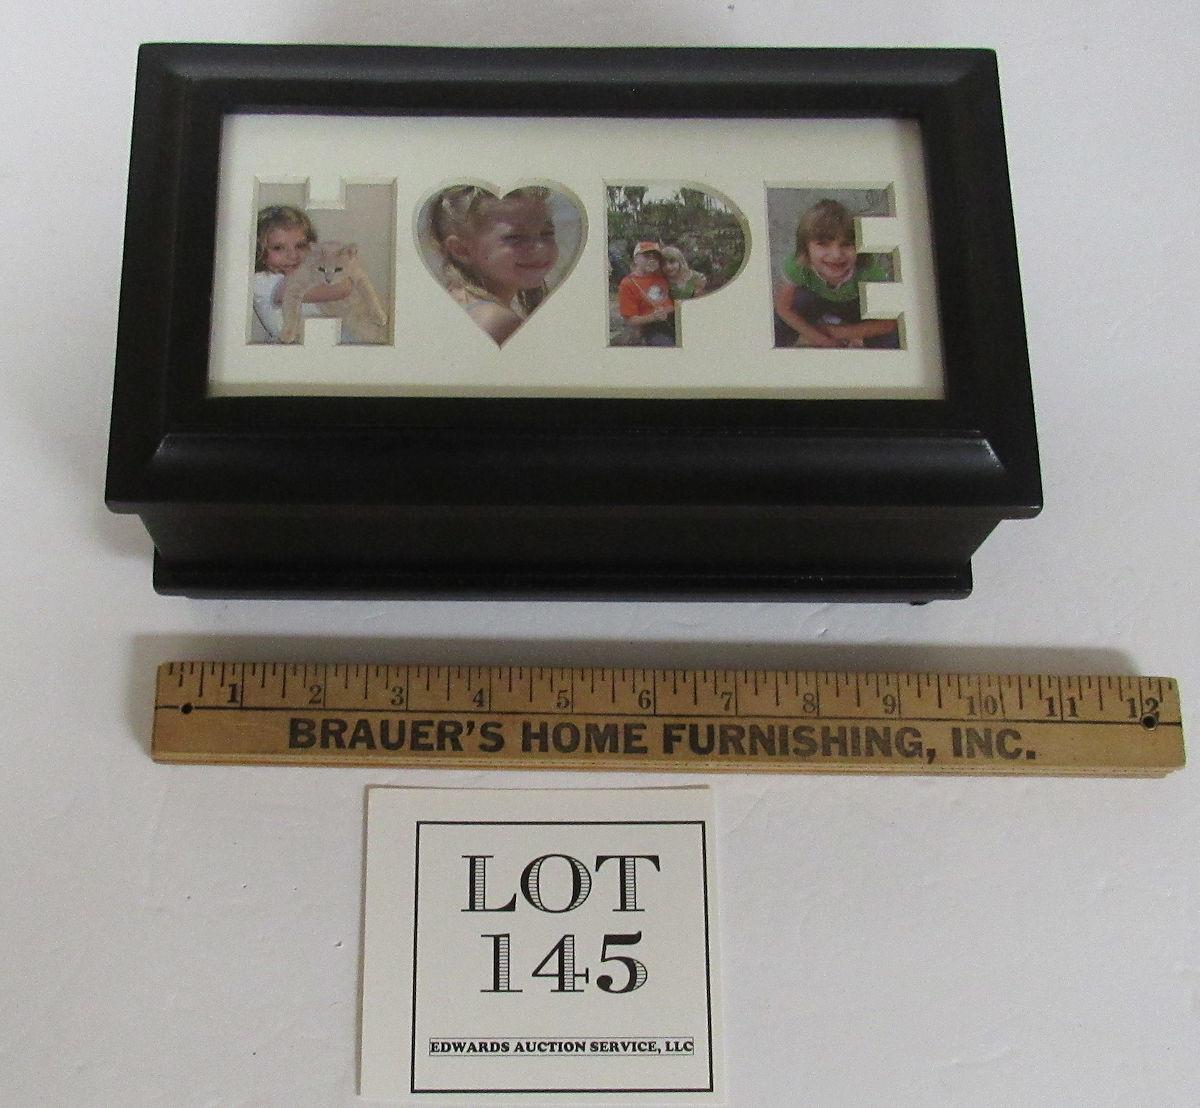 H PE
1 2 3 4 5 6 7 8 9 10 11 12
BRAUER'S HOME FURNISHING, INC.
LOT
145
EDWARDS AUCTION SERVICE, LLC